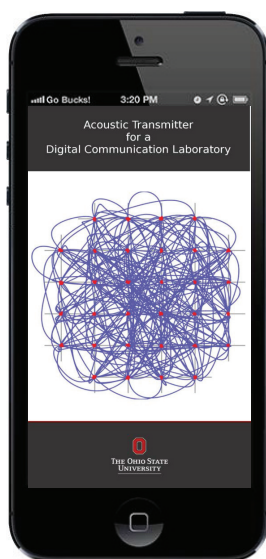 Go Bucks! 3:20 PM
Acoustic Transmitter
for a
Digital Communication Laboratory
O
THE OHIO STATE
UNIVERSITY